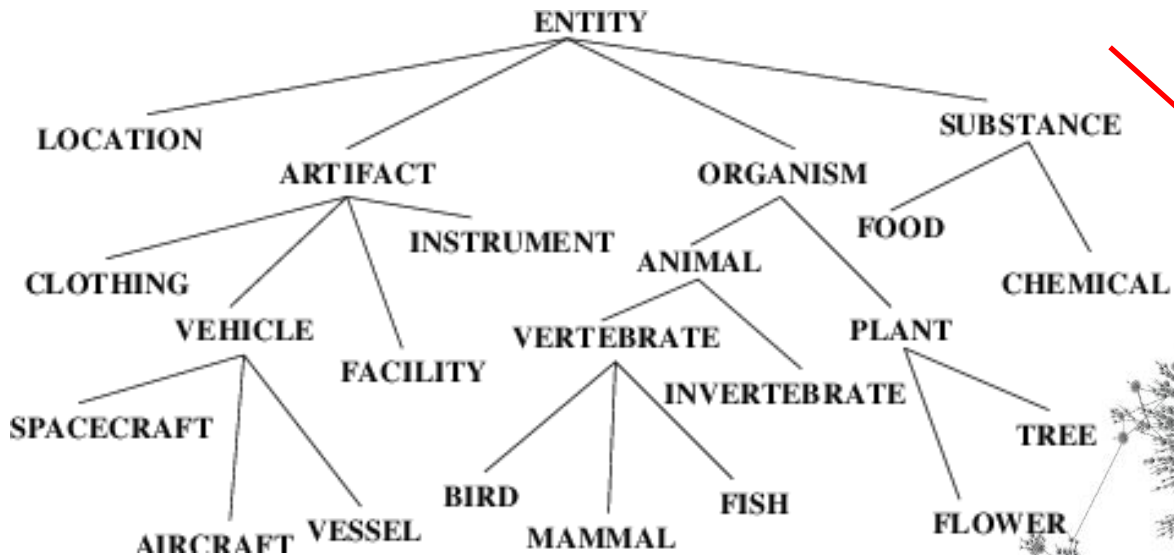 ENTITY
LOCATION
SUBSTANCE
ARTIFACT
ORGANISM
FOOD
INSTRUMENT
ANIMAL
CLOTHING
CHEMICAL
VEHICLE
VERTEBRATE
PLANT
FACILITY
INVERTEBRATE
SPACECRAFT
TREE
BIRD
FISH
VESSEL
FLOWER
MAMMAL
AIRCRAFT